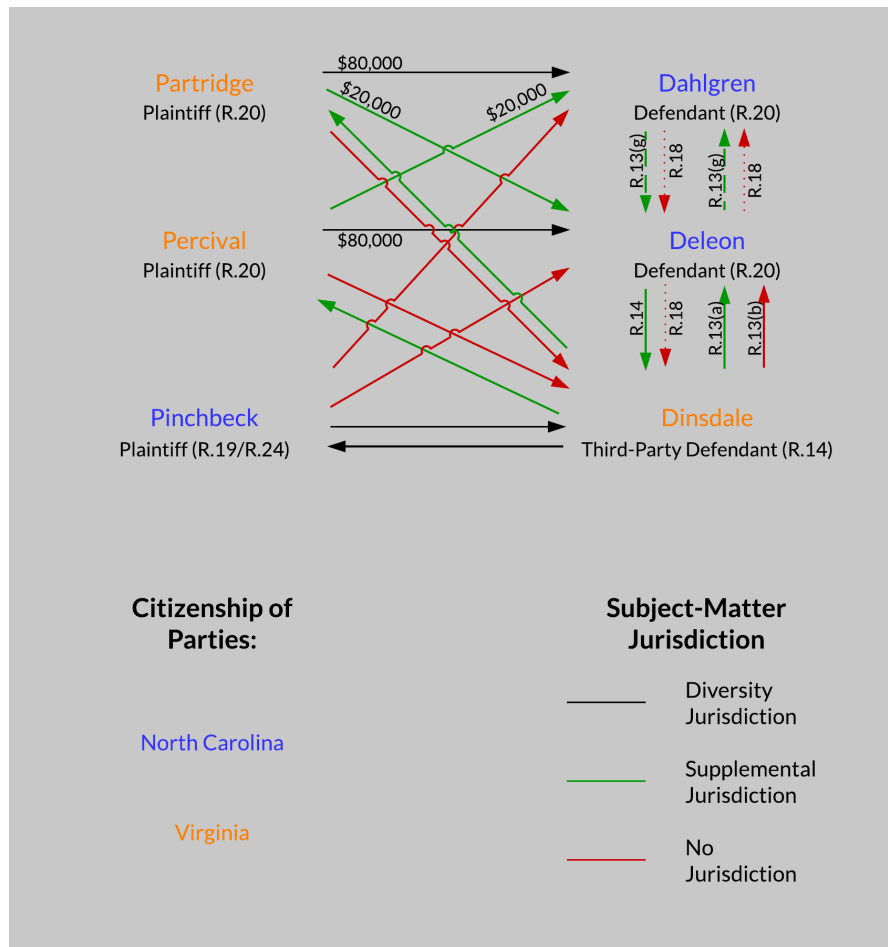 $80,000
Partridge
Plaintiff (R.20)
$20,000
$20,000
Dahlgren
Defendant (R.20)
R.13(g)
R.18
R.13(g)
R.18
Percival
Plaintiff (R.20)
$80,000
Deleon
Defendant (R.20)
R.14
R.18
R.13(a)
R.13(b)
Pinchbeck
Plaintiff (R.19/R.24)
Dinsdale
Third-Party Defendant (R.14)
Citizenship of
Parties:
North Carolina
Virginia
Subject-Matter
Jurisdiction
Diversity
Jurisdiction
Supplemental
Jurisdiction
No
Jurisdiction